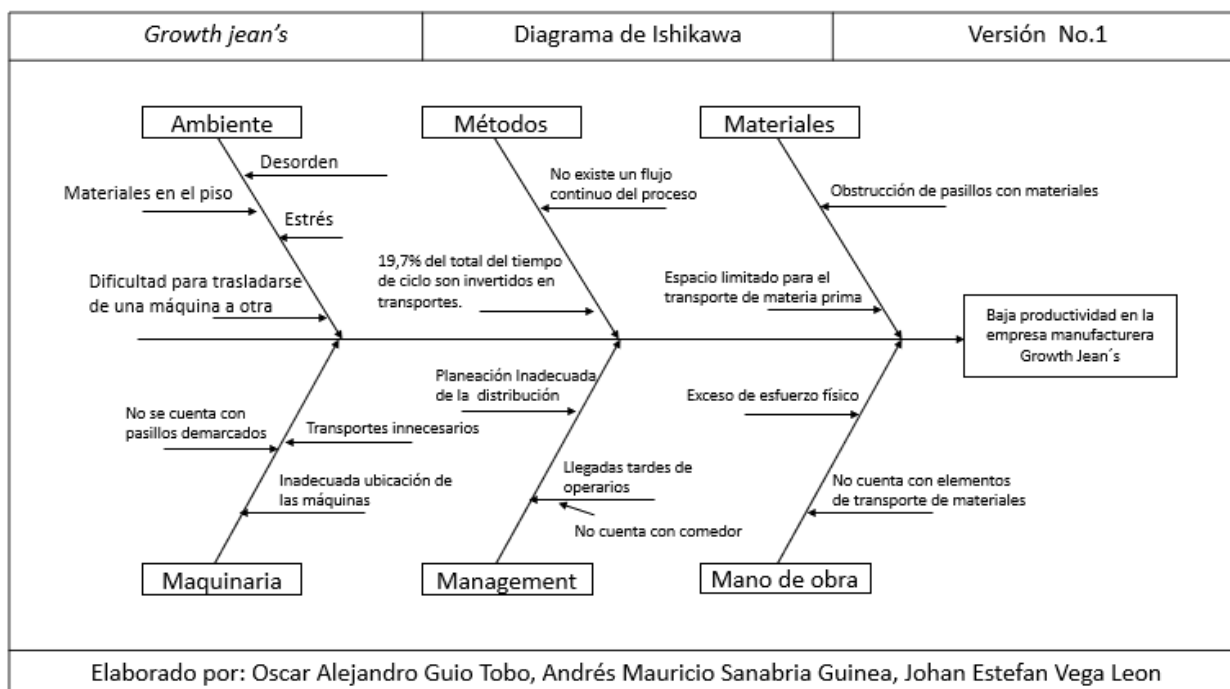 Growth jean's
Diagrama de Ishikawa
Versión No.1
Ambiente
Métodos
Materiales
Desorden
Materiales en el piso
Estrés
Dificultad para trasladarse
de una máquina a otra
No existe un flujo
continuo del proceso
19,7% del total del tiempo
de ciclo son invertidos en
transportes.
Obstrucción de pasillos con materiales
Espacio limitado para el
transporte de materia prima
Baja productividad en la
empresa manufacturera
Growth Jean´s
No se cuenta con
pasillos demarcados
Transportes innecesarios
Inadecuada ubicación de
las máquinas
Planeación Inadecuada
de la distribución
Llegadas tardes de
operarios
No cuenta con comedor
Exceso de esfuerzo físico
No cuenta con elementos
de transporte de materiales
Maquinaria
Management
Mano de obra
Elaborado por: Oscar Alejandro Guio Tobo, Andrés Mauricio Sanabria Guinea, Johan Estefan Vega Leon